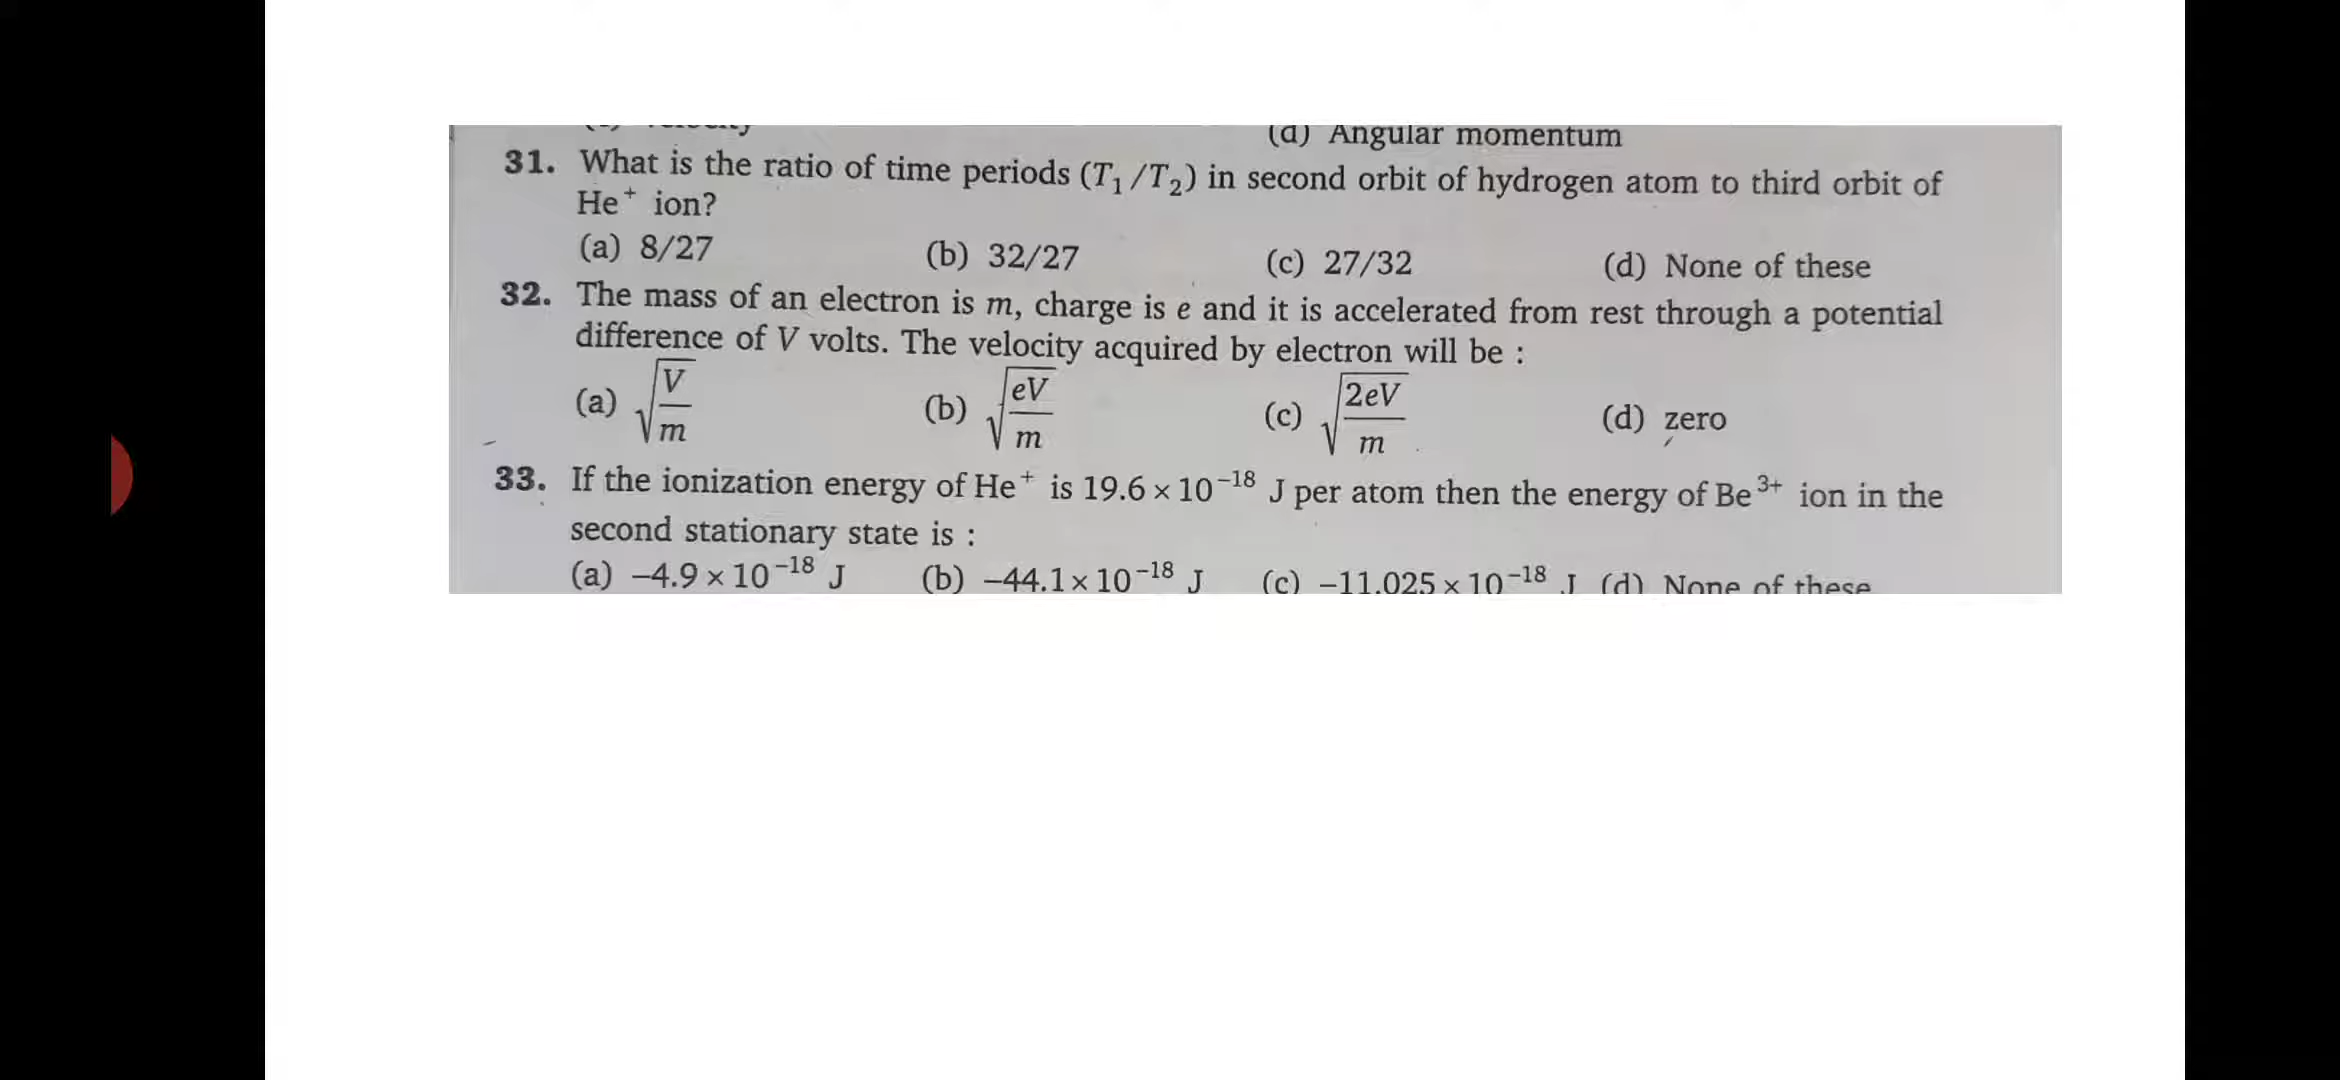 (d) Angular momentum
31. What is the ratio of time periods (T₁/T₂) in second orbit of hydrogen atom to third orbit of
He⁺ ion?
(a) 8/27 (b) 32/27 (c) 27/32 (d) None of these
32. The mass of an electron is m, charge is e and it is accelerated from rest through a potential
difference of V volts. The velocity acquired by electron will be :
(a) √(V/m) (b) √(eV/m) (c) √(2eV/m) (d) zero
33. If the ionization energy of He⁺ is 19.6 × 10⁻¹⁸ J per atom then the energy of Be³⁺ ion in the
second stationary state is :
(a) −4.9 × 10⁻¹⁸ J (b) −44.1 × 10⁻¹⁸ J (c) −11.025 × 10⁻¹⁸ J (d) None of these